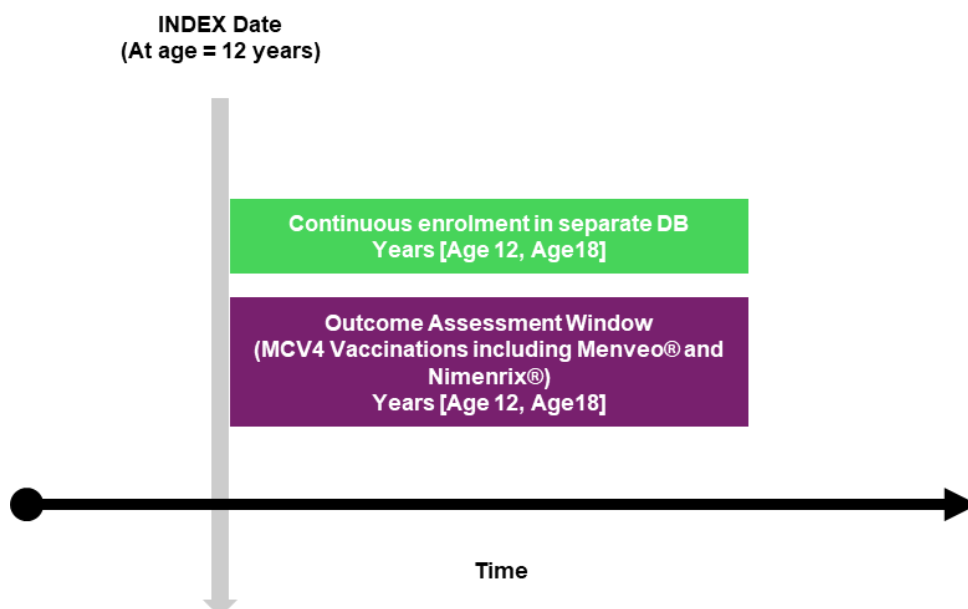 INDEX Date
(At age = 12 years)
Continuous enrolment in separate DB
Years [Age 12, Age18]
Outcome Assessment Window
(MCV4 Vaccinations including Menveo® and
Nimenrix®)
Years [Age 12, Age18]
Time